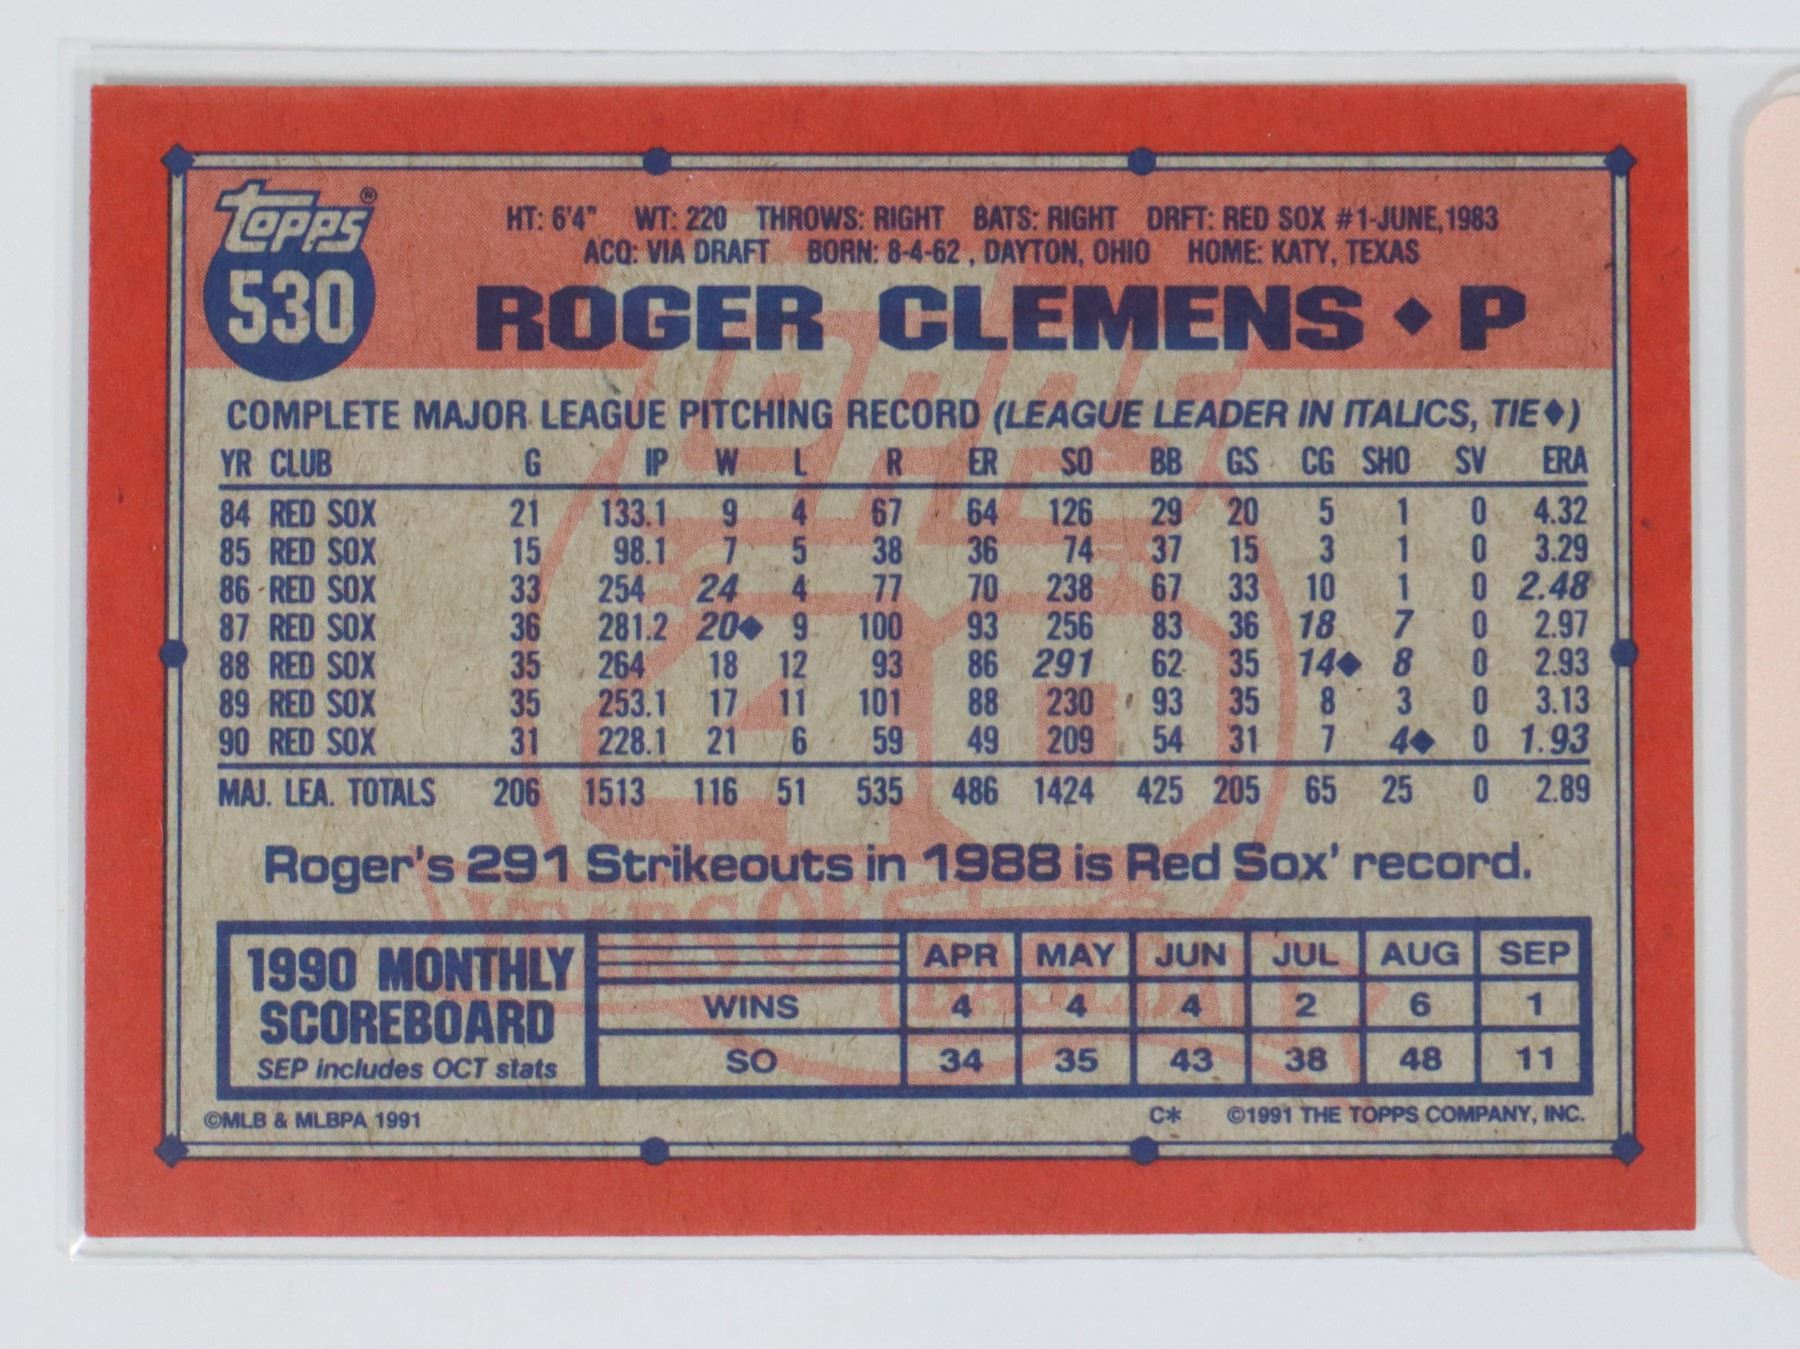 topps®
530
HT: 6'4" WT: 220 THROWS: RIGHT BATS: RIGHT DRFT: RED SOX #1-JUNE, 1983
ACQ: VIA DRAFT BORN: 8-4-62 , DAYTON, OHIO HOME: KATY, TEXAS
ROGER CLEMENS ♦ P
COMPLETE MAJOR LEAGUE PITCHING RECORD (LEAGUE LEADER IN ITALICS, TIE♦)
YR CLUB G IP W L R ER SO BB GS CG SHO SV ERA
84 RED SOX 21 133.1 9 4 67 64 126 29 20 5 1 0 4.32
85 RED SOX 15 98.1 7 5 38 36 74 37 15 3 1 0 3.29
86 RED SOX 33 254 24 4 77 70 238 67 33 10 1 0 2.48
87 RED SOX 36 281.2 20♦ 9 100 93 256 83 36 18 7 0 2.97
88 RED SOX 35 264 18 12 93 86 291 62 35 14♦ 8 0 2.93
89 RED SOX 35 253.1 17 11 101 88 230 93 35 8 3 0 3.13
90 RED SOX 31 228.1 21 6 59 49 209 54 31 7 4♦ 0 1.93
MAJ. LEA. TOTALS 206 1513 116 51 535 486 1424 425 205 65 25 0 2.89
Roger's 291 Strikeouts in 1988 is Red Sox' record.
1990 MONTHLY
SCOREBOARD
SEP includes OCT stats
APR MAY JUN JUL AUG SEP
WINS 4 4 4 2 6 1
SO 34 35 43 38 48 11
©MLB & MLBPA 1991 C* ©1991 THE TOPPS COMPANY, INC.
topps
40
YEARS OF
BASEBALL